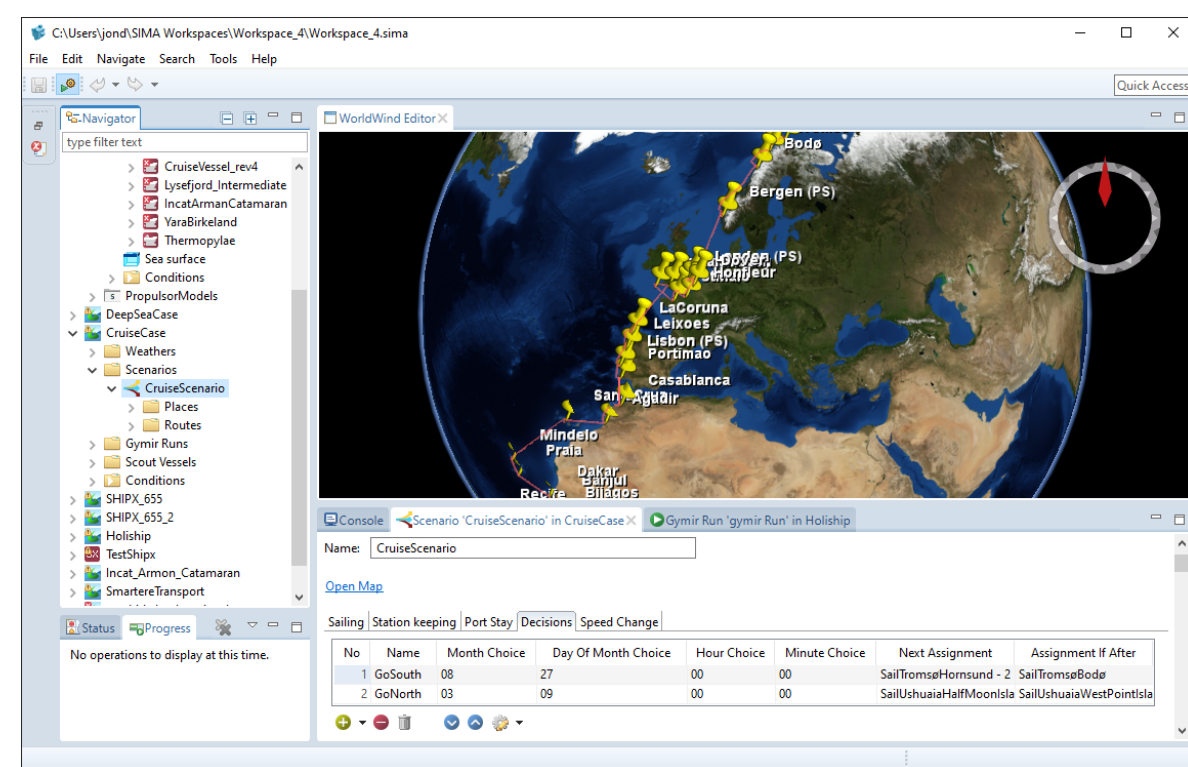 C:\Users\jond\SIMA Workspaces\Workspace_4\Workspace_4.sima
File Edit Navigate Search Tools Help
Quick Access
Navigator
type filter text
CruiseVessel_rev4
Lysefjord_Intermediate
IncatArmanCatamaran
YaraBirkeland
Thermopylae
Sea surface
Conditions
PropulsorModels
DeepSeaCase
CruiseCase
Weathers
Scenarios
CruiseScenario
Places
Routes
Gymir Runs
Scout Vessels
Conditions
SHIPX_655
SHIPX_655_2
Holiship
TestShipx
Incat_Armon_Catamaran
SmartereTransport
Status Progress
No operations to display at this time.
WorldWind Editor
Bodø
Bergen (PS)
London (PS)
Honfleur
LaCoruna
Leixoes
Lisbon (PS)
Portimao
Casablanca
Agadir
Mindelo
Praia
Dakar
Banjul
Recife Bijagos
Console Scenario 'CruiseScenario' in CruiseCase Gymir Run 'gymir Run' in Holiship
Name: CruiseScenario
Open Map
Sailing Station keeping Port Stay Decisions Speed Change
No Name Month Choice Day Of Month Choice Hour Choice Minute Choice Next Assignment Assignment If After
1 GoSouth 08 27 00 00 SailTromsøHornsund - 2 SailTromsøBodø
2 GoNorth 03 09 00 00 SailUshuaiaHalfMoonIsla SailUshuaiaWestPointIsla